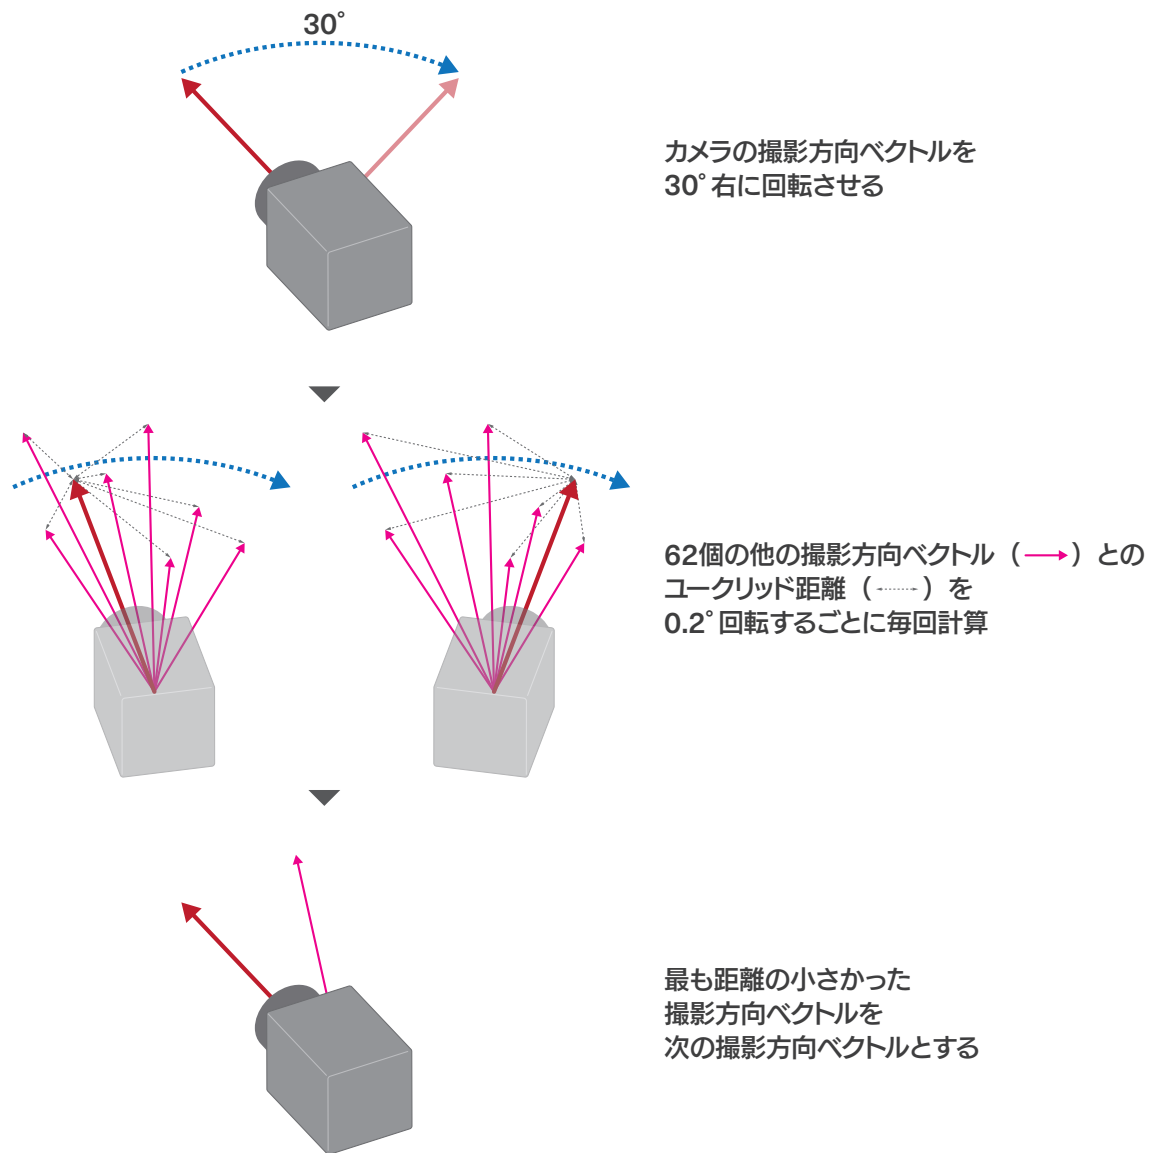 30°
カメラの撮影方向ベクトルを
30°右に回転させる
62個の他の撮影方向ベクトル（→）との
ユークリッド距離（）を
0.2°回転するごとに毎回計算
最も距離の小さかった
撮影方向ベクトルを
次の撮影方向ベクトルとする